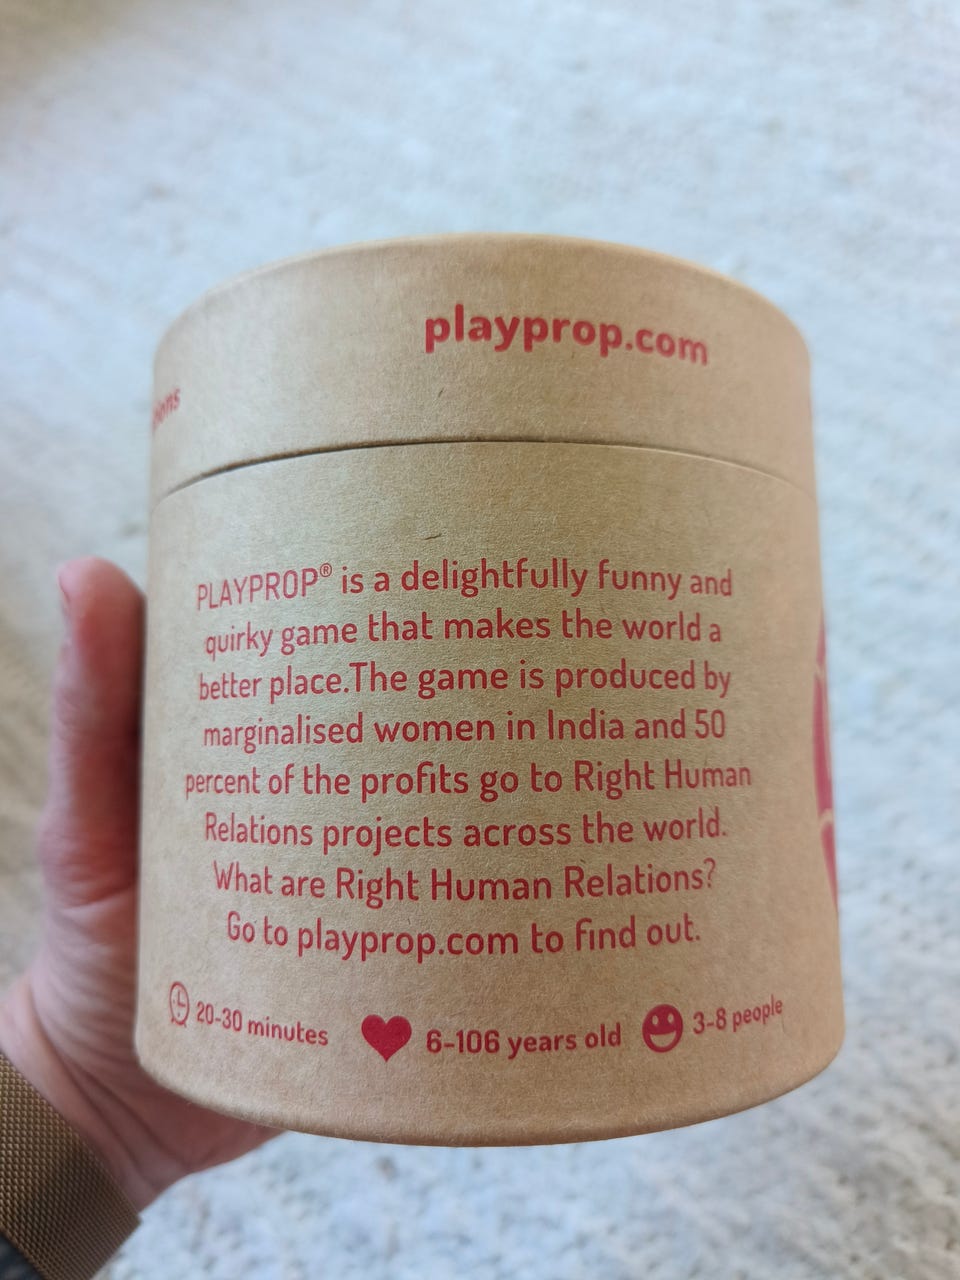 playprop.com
PLAYPROP® is a delightfully funny and
quirky game that makes the world a
better place.The game is produced by
marginalised women in India and 50
percent of the profits go to Right Human
Relations projects across the world.
What are Right Human Relations?
Go to playprop.com to find out.
20-30 minutes
6-106 years old
3-8 people